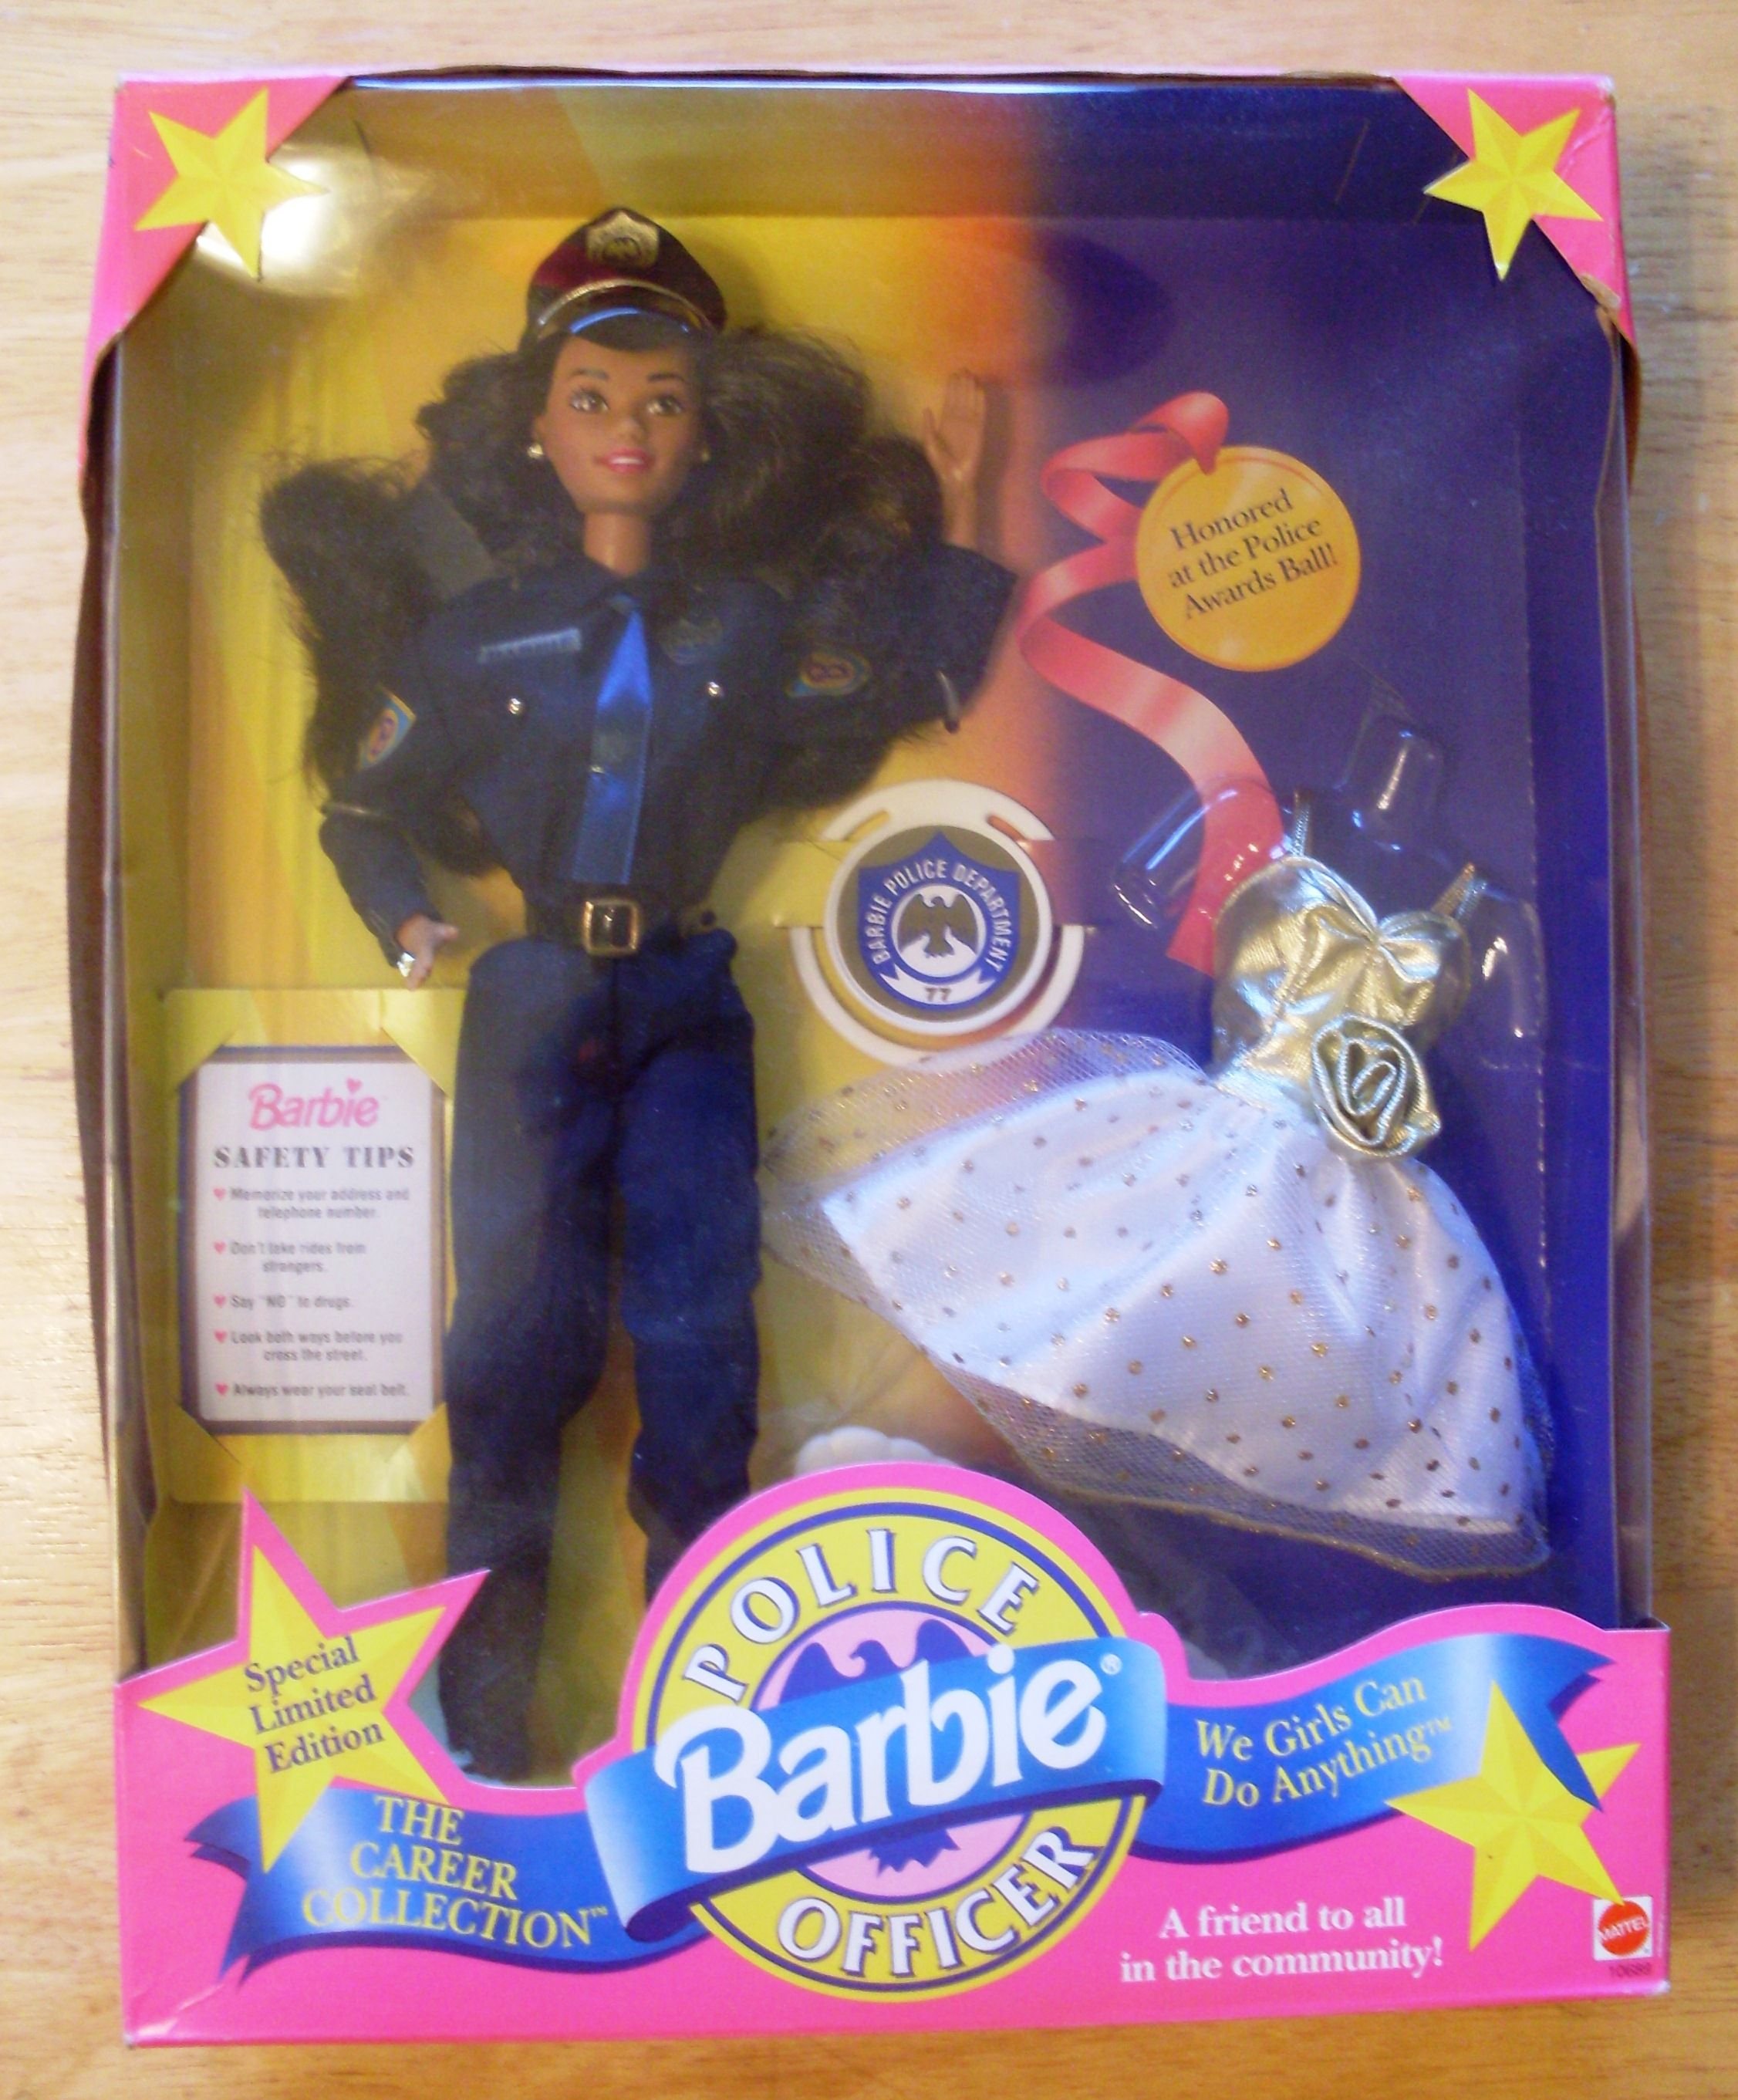 Honored
at the Police
Awards Ball!
BARBIE POLICE DEPARTMENT
77
Barbie
SAFETY TIPS
Memorize your address and
telephone number.
Don't take rides from
strangers.
Say "NO" to drugs.
Look both ways before you
cross the street.
Always wear your seat belt.
Special
Limited
Edition
THE
CAREER
COLLECTION™
POLICE
Barbie®
OFFICER
We Girls Can
Do Anything™
A friend to all
in the community!
MATTEL